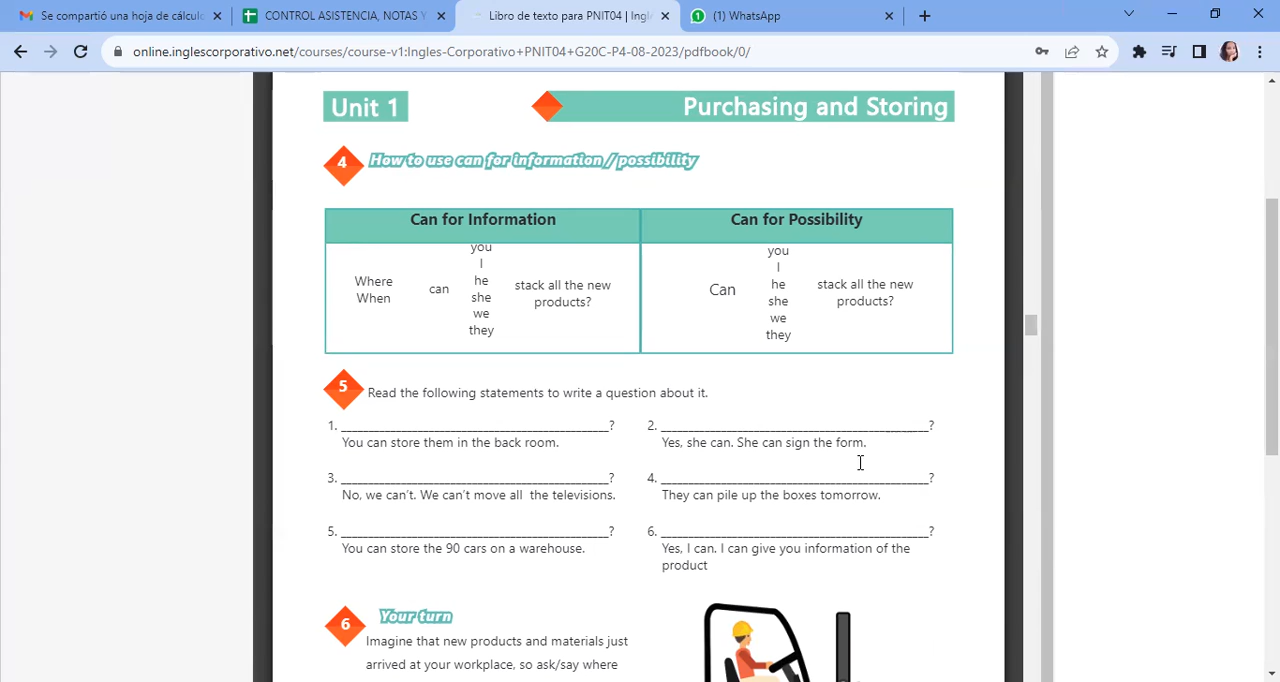 Se compartió una hoja de cálcul
CONTROL ASISTENCIA, NOTAS Y
Libro de texto para PNIT04 | Ingle
(1) WhatsApp
online.inglescorporativo.net/courses/course-v1:Ingles-Corporativo+PNIT04+G20C-P4-08-2023/pdfbook/0/
Unit 1
Purchasing and Storing
4
How to use can for information / possibility
Can for Information
Can for Possibility
Where
When
can
you
I
he
she
we
they
stack all the new
products?
Can
you
I
he
she
we
they
stack all the new
products?
5
Read the following statements to write a question about it.
1. ______________________________________?
You can store them in the back room.
2. ______________________________________?
Yes, she can. She can sign the form.
3. ______________________________________?
No, we can't. We can't move all the televisions.
4. ______________________________________?
They can pile up the boxes tomorrow.
5. ______________________________________?
You can store the 90 cars on a warehouse.
6. ______________________________________?
Yes, I can. I can give you information of the
product
6
Your turn
Imagine that new products and materials just
arrived at your workplace, so ask/say where